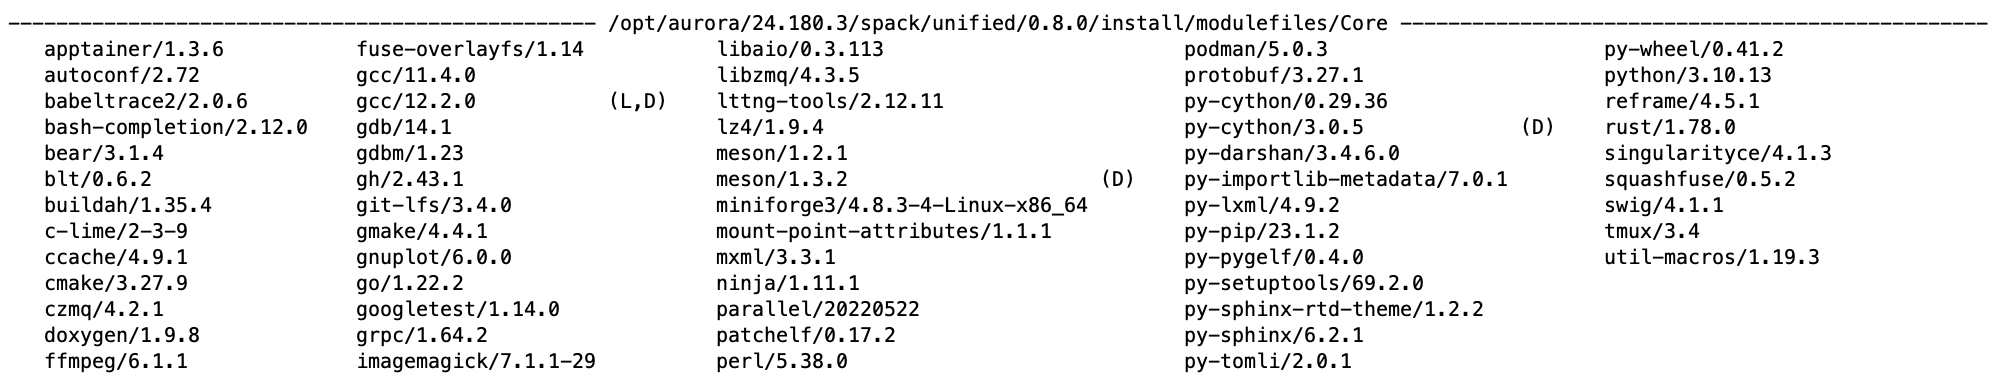 ------------------------------------------------- /opt/aurora/24.180.3/spack/unified/0.8.0/install/modulefiles/Core -------------------------------------------------
apptainer/1.3.6 fuse-overlayfs/1.14 libaio/0.3.113 podman/5.0.3 py-wheel/0.41.2
autoconf/2.72 gcc/11.4.0 libzmq/4.3.5 protobuf/3.27.1 python/3.10.13
babeltrace2/2.0.6 gcc/12.2.0 (L,D) lttng-tools/2.12.11 py-cython/0.29.36 reframe/4.5.1
bash-completion/2.12.0 gdb/14.1 lz4/1.9.4 py-cython/3.0.5 (D) rust/1.78.0
bear/3.1.4 gdbm/1.23 meson/1.2.1 py-darshan/3.4.6.0 singularityce/4.1.3
blt/0.6.2 gh/2.43.1 meson/1.3.2 (D) py-importlib-metadata/7.0.1 squashfuse/0.5.2
buildah/1.35.4 git-lfs/3.4.0 miniforge3/4.8.3-4-Linux-x86_64 py-lxml/4.9.2 swig/4.1.1
c-lime/2-3-9 gmake/4.4.1 mount-point-attributes/1.1.1 py-pip/23.1.2 tmux/3.4
ccache/4.9.1 gnuplot/6.0.0 mxml/3.3.1 py-pygelf/0.4.0 util-macros/1.19.3
cmake/3.27.9 go/1.22.2 ninja/1.11.1 py-setuptools/69.2.0
czmq/4.2.1 googletest/1.14.0 parallel/20220522 py-sphinx-rtd-theme/1.2.2
doxygen/1.9.8 grpc/1.64.2 patchelf/0.17.2 py-sphinx/6.2.1
ffmpeg/6.1.1 imagemagick/7.1.1-29 perl/5.38.0 py-tomli/2.0.1